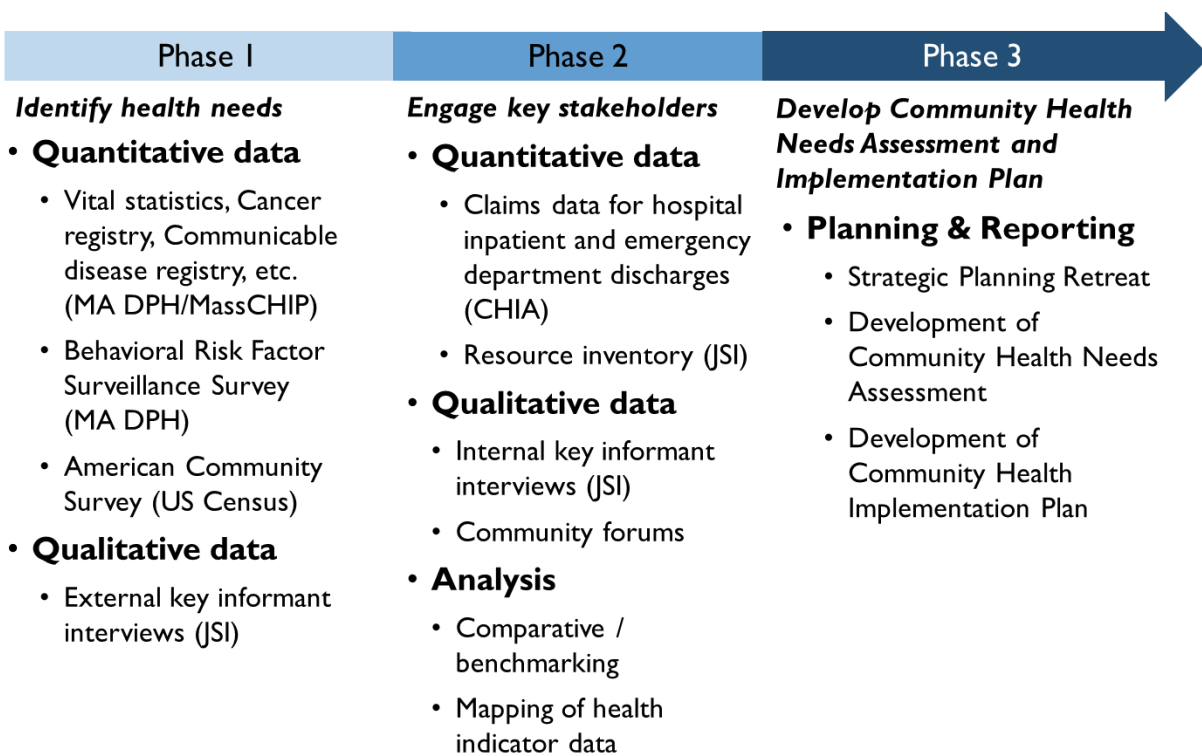 Phase 1
Phase 2
Phase 3
Identify health needs
• Quantitative data
• Vital statistics, Cancer
registry, Communicable
disease registry, etc.
(MA DPH/MassCHIP)
• Behavioral Risk Factor
Surveillance Survey
(MA DPH)
• American Community
Survey (US Census)
• Qualitative data
• External key informant
interviews (JSI)
Engage key stakeholders
• Quantitative data
• Claims data for hospital
inpatient and emergency
department discharges
(CHIA)
• Resource inventory (JSI)
• Qualitative data
• Internal key informant
interviews (JSI)
• Community forums
• Analysis
• Comparative /
benchmarking
• Mapping of health
indicator data
Develop Community Health
Needs Assessment and
Implementation Plan
• Planning & Reporting
• Strategic Planning Retreat
• Development of
Community Health Needs
Assessment
• Development of
Community Health
Implementation Plan